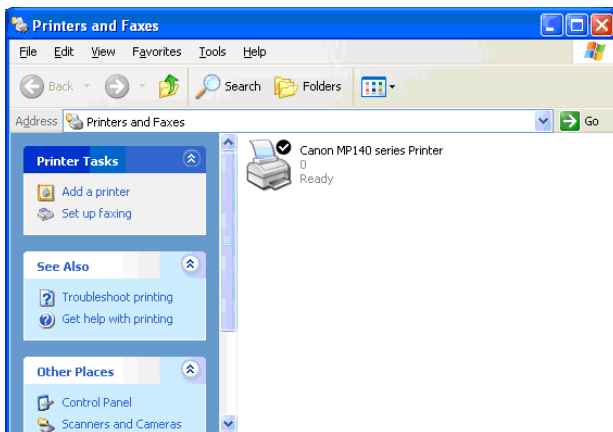 Printers and Faxes
File Edit View Favorites Tools Help
Back Search Folders
Address Printers and Faxes Go
Printer Tasks
Add a printer
Set up faxing
See Also
Troubleshoot printing
Get help with printing
Other Places
Control Panel
Scanners and Cameras
Canon MP140 series Printer
0
Ready